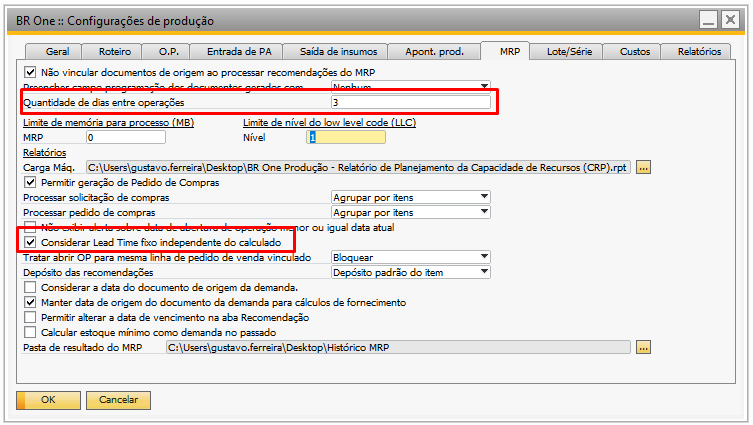 BR One :: Configurações de produção
Geral Roteiro O.P. Entrada de PA Saída de insumos Apont. prod. MRP Lote/Série Custos Relatórios
Não vincular documentos de origem ao processar recomendações do MRP
Preencher campo programação dos documentos gerados com Nenhum
Quantidade de dias entre operações 3
Limite de memória para processo (MB) Limite de nível do low level code (LLC)
MRP 0 Nível 1
Relatórios
Carga Máq. C:\Users\gustavo.ferreira\Desktop\BR One Produção - Relatório de Planejamento da Capacidade de Recursos (CRP).rpt ...
Permitir geração de Pedido de Compras
Processar solicitação de compras Agrupar por itens
Processar pedido de compras Agrupar por itens
Não exibir alerta sobre data de abertura de operação menor ou igual data atual
Considerar Lead Time fixo independente do calculado
Tratar abrir OP para mesma linha de pedido de venda vinculado Bloquear
Depósito das recomendações Depósito padrão do item
Considerar a data do documento de origem da demanda.
Manter data de origem do documento da demanda para cálculos de fornecimento
Permitir alterar a data de vencimento na aba Recomendação
Calcular estoque mínimo como demanda no passado
Pasta de resultado do MRP C:\Users\gustavo.ferreira\Desktop\Histórico MRP ...
OK Cancelar